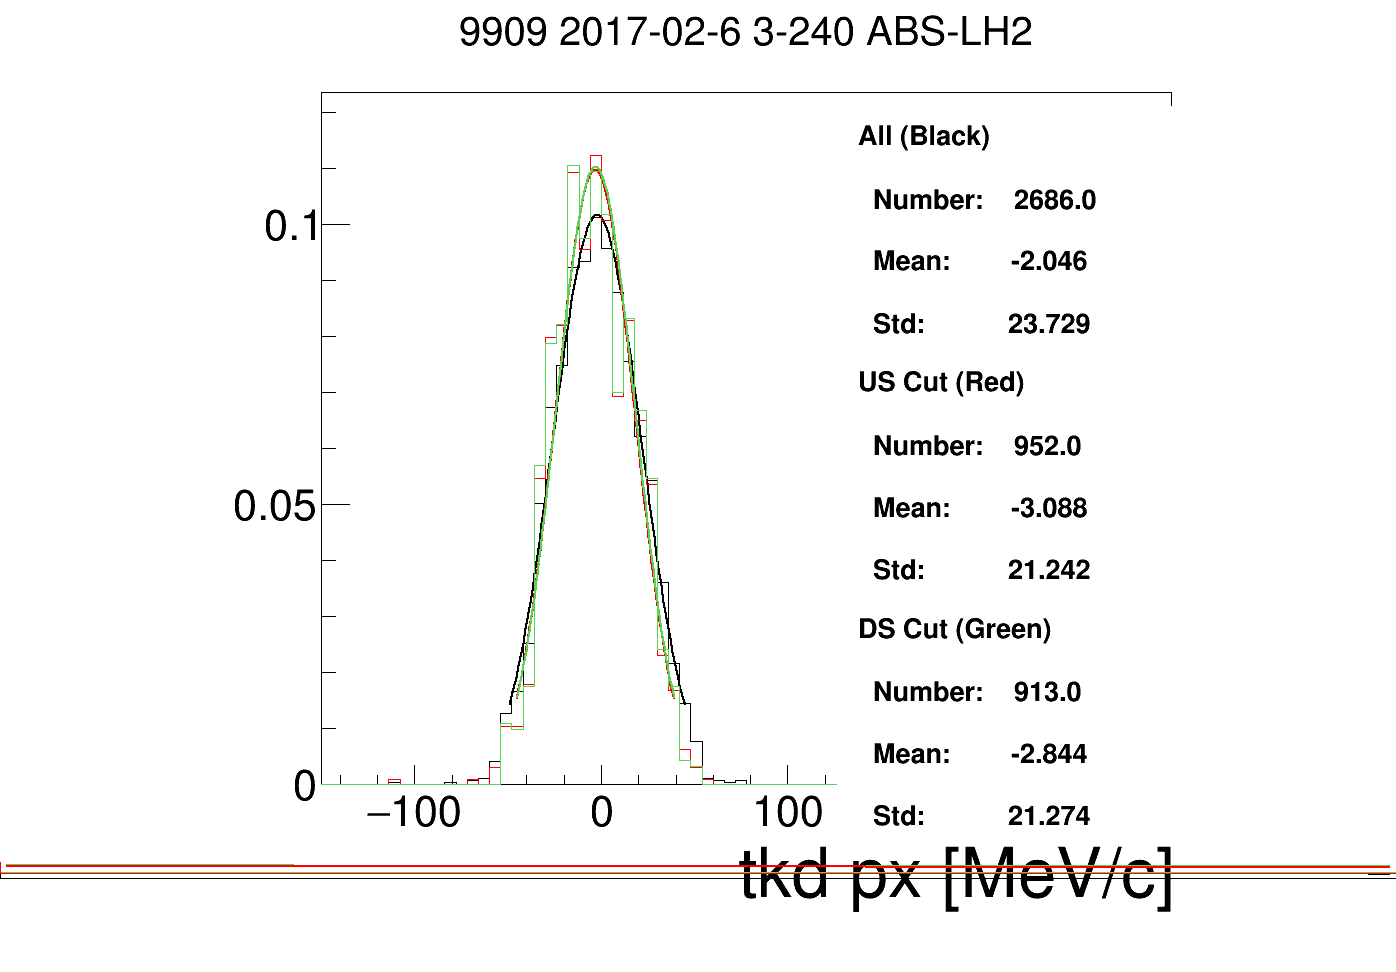 9909 2017-02-6 3-240 ABS-LH2
All (Black)
Number: 2686.0
Mean: -2.046
Std: 23.729
US Cut (Red)
Number: 952.0
Mean: -3.088
Std: 21.242
DS Cut (Green)
Number: 913.0
Mean: -2.844
Std: 21.274
0.1
0.05
0
−100 0 100
tkd px [MeV/c]